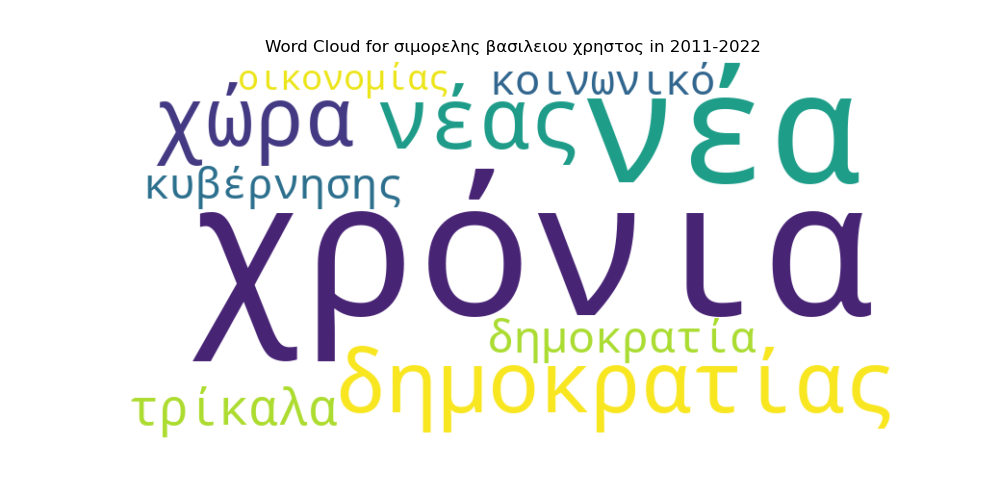 Word Cloud for σιμορελης βασιλειου χρηστος in 2011-2022
οικονομίας κοινωνικό
χώρα νέας νέα
κυβέρνησης
χρόνια
δημοκρατία
τρίκαλα δημοκρατίας